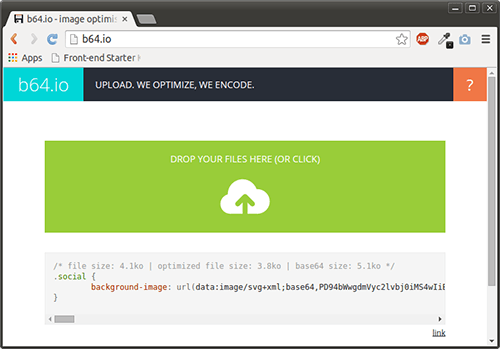 b64.io - image optimis
b64.io
ABP
Apps Front-end Starter
b64.io UPLOAD. WE OPTIMIZE, WE ENCODE. ?
DROP YOUR FILES HERE (OR CLICK)
/* file size: 4.1ko | optimized file size: 3.8ko | base64 size: 5.1ko */
.social {
background-image: url(data:image/svg+xml;base64,PD94bWwgdmVyc2lvbj0iMS4wIiE
}
link